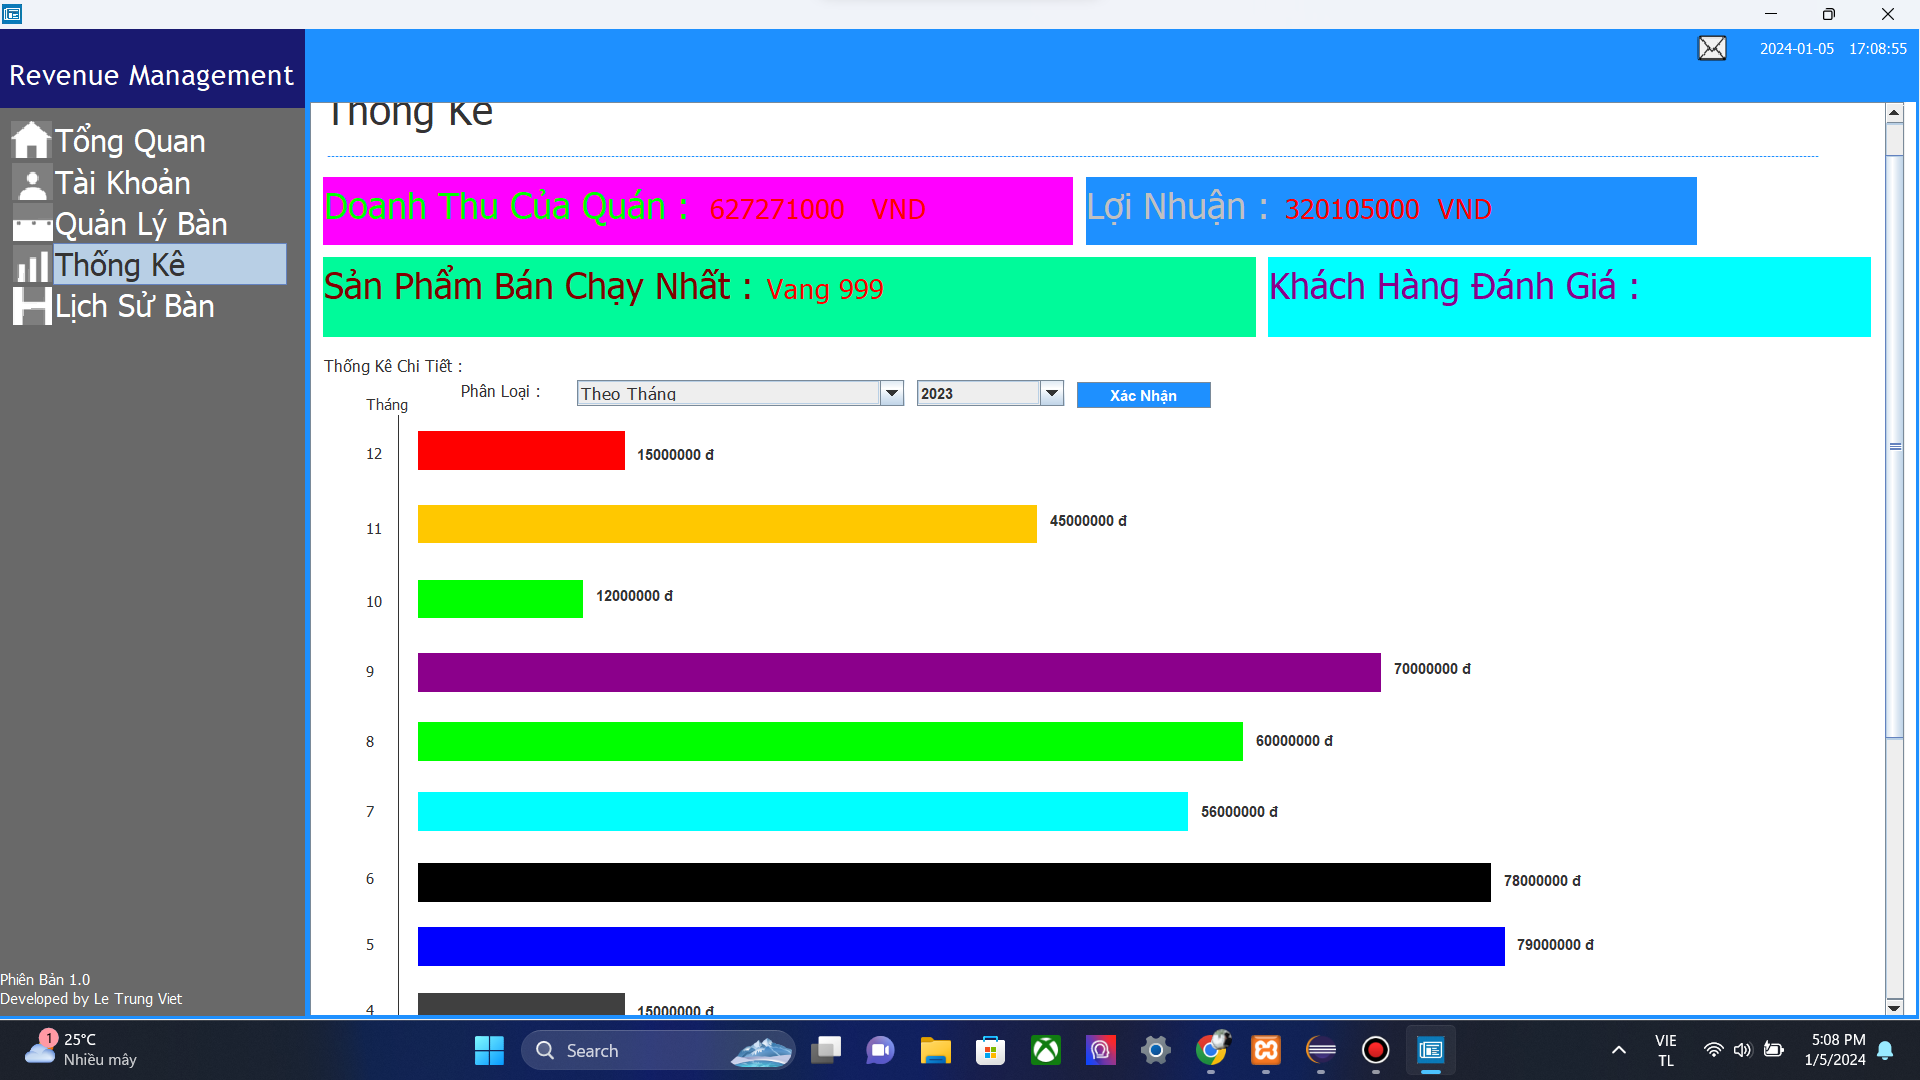 2024-01-05 17:08:55
Revenue Management
Tổng Quan
Tài Khoản
Quản Lý Bàn
Thống Kê
Lịch Sử Bàn
Phiên Bản 1.0
Developed by Le Trung Viet
Thống Kê
Doanh Thu Của Quán : 627271000 VND
Lợi Nhuận : 320105000 VND
Sản Phẩm Bán Chạy Nhất : Vang 999
Khách Hàng Đánh Giá :
Thống Kê Chi Tiết :
Phân Loại : Theo Tháng 2023 Xác Nhận
Tháng
12 15000000 đ
11 45000000 đ
10 12000000 đ
9 70000000 đ
8 60000000 đ
7 56000000 đ
6 78000000 đ
5 79000000 đ
4 15000000 đ
1
25°C
Nhiều mây
Search
VIE
TL
5:08 PM
1/5/2024